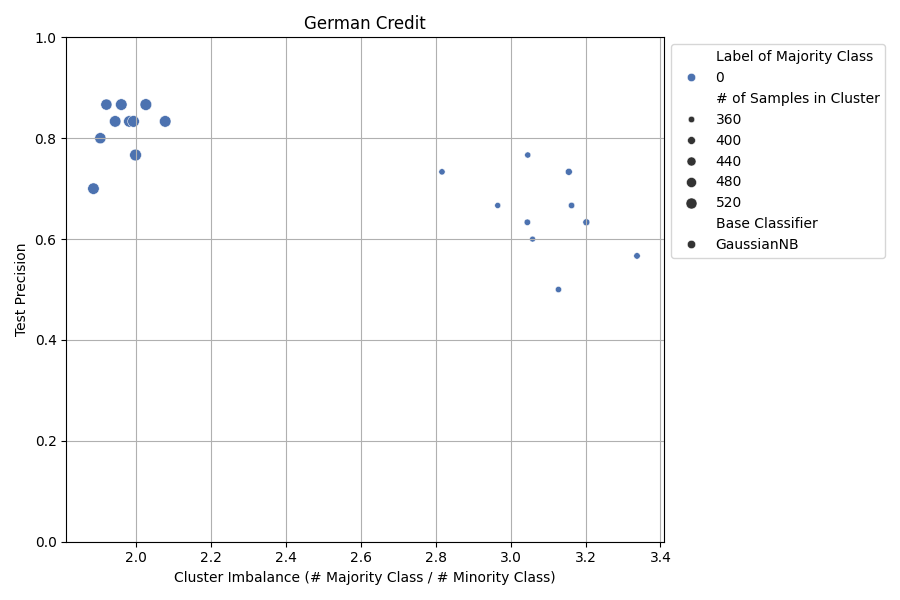 German Credit
1.0
0.8
0.6
0.4
0.2
0.0
Test Precision
2.0 2.2 2.4 2.6 2.8 3.0 3.2 3.4
Cluster Imbalance (# Majority Class / # Minority Class)
Label of Majority Class
0
# of Samples in Cluster
360
400
440
480
520
Base Classifier
GaussianNB